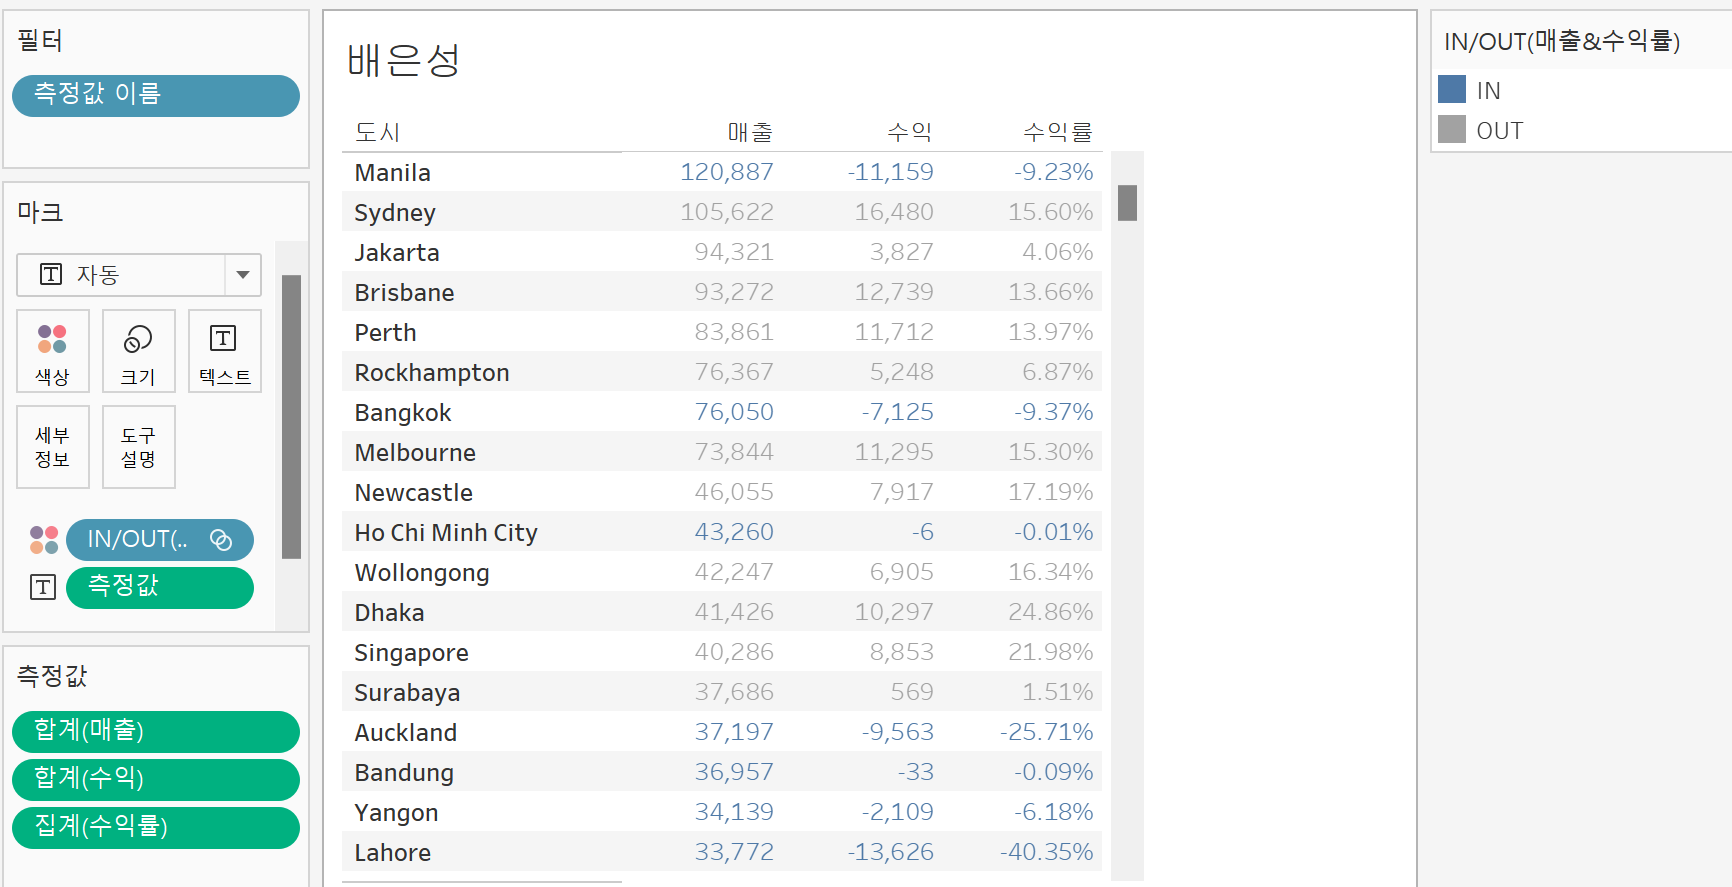 필터
측정값 이름
마크
자동
색상
크기
텍스트
세부
정보
도구
설명
IN/OUT(..
측정값
측정값
합계(매출)
합계(수익)
집계(수익률)
배은성
도시 매출 수익 수익률
Manila 120,887 -11,159 -9.23%
Sydney 105,622 16,480 15.60%
Jakarta 94,321 3,827 4.06%
Brisbane 93,272 12,739 13.66%
Perth 83,861 11,712 13.97%
Rockhampton 76,367 5,248 6.87%
Bangkok 76,050 -7,125 -9.37%
Melbourne 73,844 11,295 15.30%
Newcastle 46,055 7,917 17.19%
Ho Chi Minh City 43,260 -6 -0.01%
Wollongong 42,247 6,905 16.34%
Dhaka 41,426 10,297 24.86%
Singapore 40,286 8,853 21.98%
Surabaya 37,686 569 1.51%
Auckland 37,197 -9,563 -25.71%
Bandung 36,957 -33 -0.09%
Yangon 34,139 -2,109 -6.18%
Lahore 33,772 -13,626 -40.35%
IN/OUT(매출&수익률)
IN
OUT